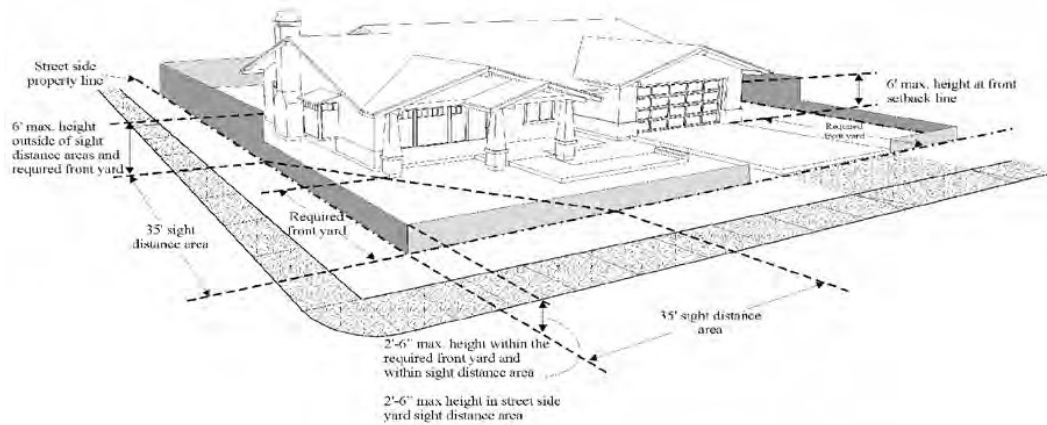 Street side
property line
6' max. height at front
setback line
6' max. height
outside of sight
distance areas and
required front yard
Required
front yard
Required
front yard
35' sight
distance area
35' sight distance
area
2'-6" max. height within the
required front yard and
within sight distance area
2'-6" max height in street side
yard sight distance area